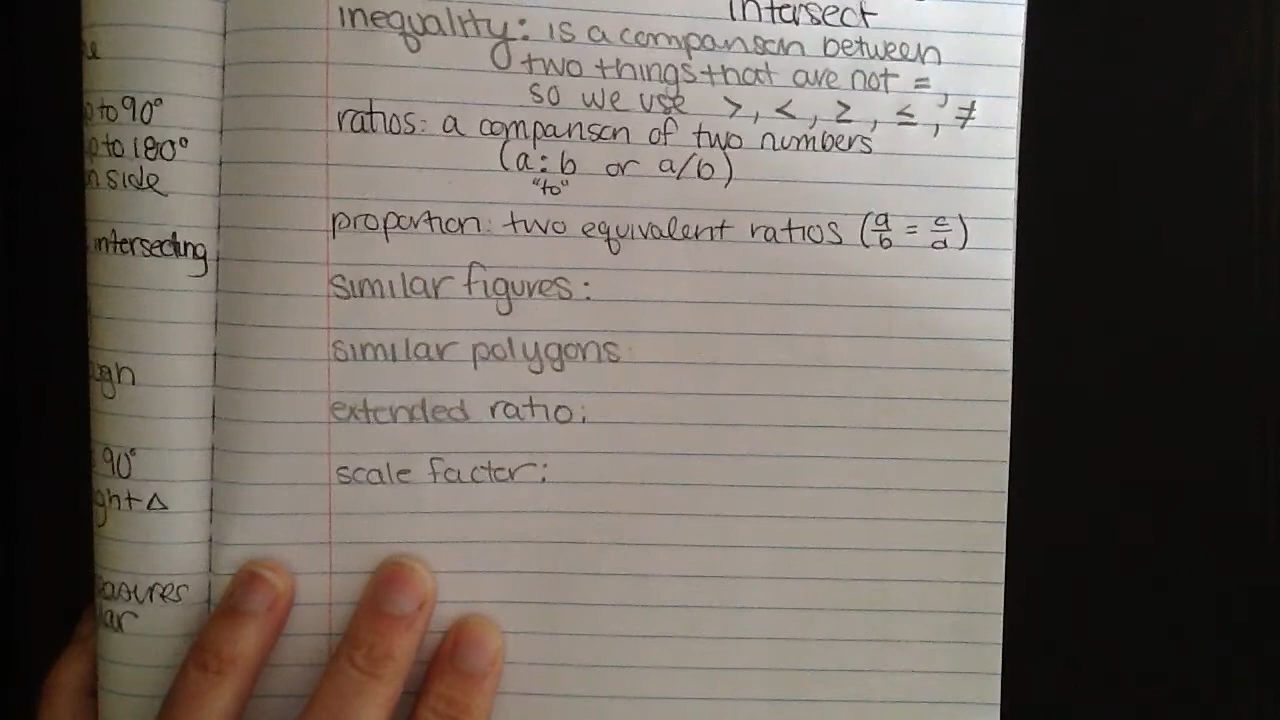 intersect
inequality: is a comparison between
two things that are not =,
so we use >, <, ≥, ≤, ≠
ratios: a comparison of two numbers
(a:b or a/b)
"to"
proportion: two equivalent ratios (a/b = c/d)
similar figures:
similar polygons
extended ratio:
scale factor:
to 90°
to 180°
side
intersecting
90°
Δ